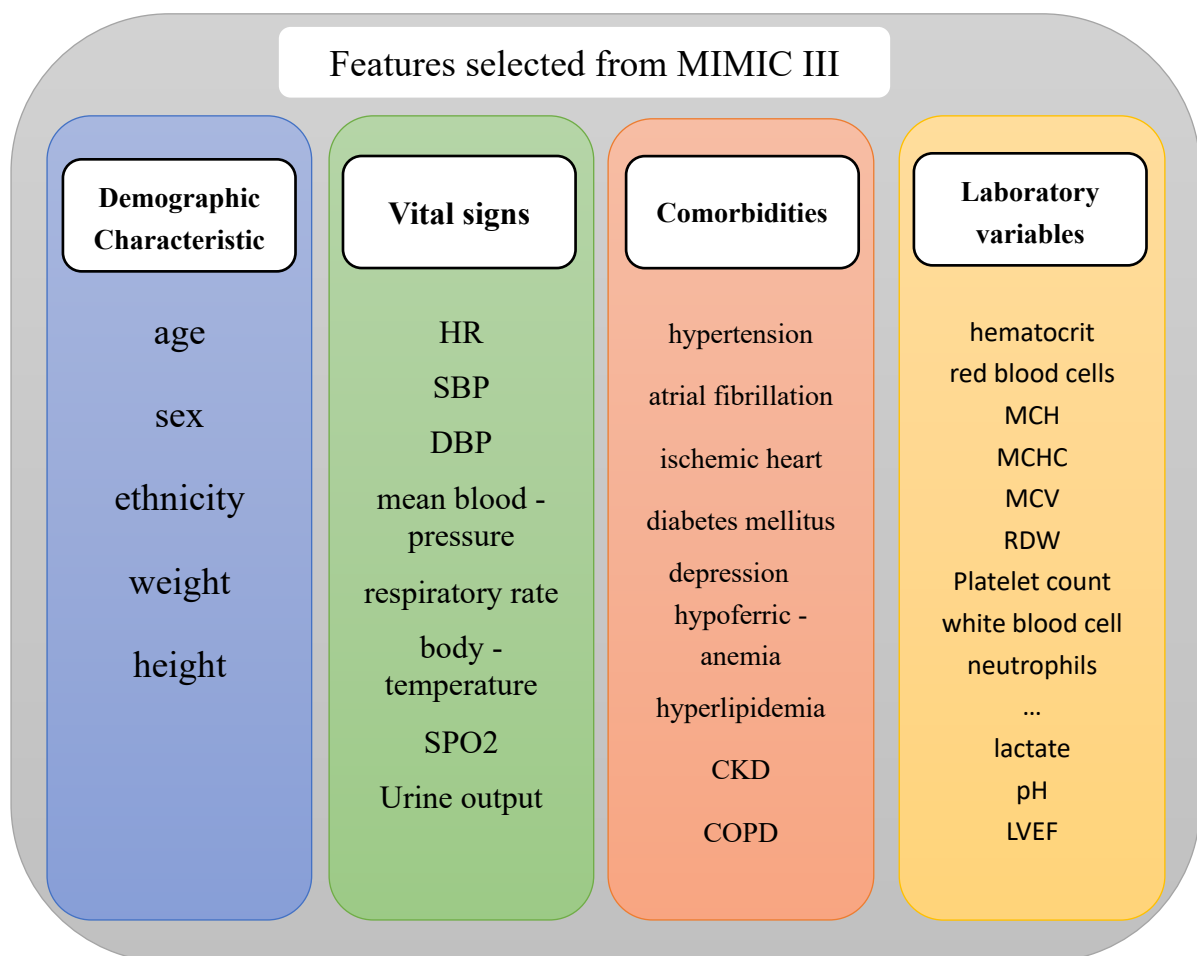 Features selected from MIMIC III
Demographic
Characteristic
age
sex
ethnicity
weight
height
Vital signs
HR
SBP
DBP
mean blood -
pressure
respiratory rate
body -
temperature
SPO2
Urine output
Comorbidities
hypertension
atrial fibrillation
ischemic heart
diabetes mellitus
depression
hypoferric -
anemia
hyperlipidemia
CKD
COPD
Laboratory
variables
hematocrit
red blood cells
MCH
MCHC
MCV
RDW
Platelet count
white blood cell
neutrophils
...
lactate
pH
LVEF